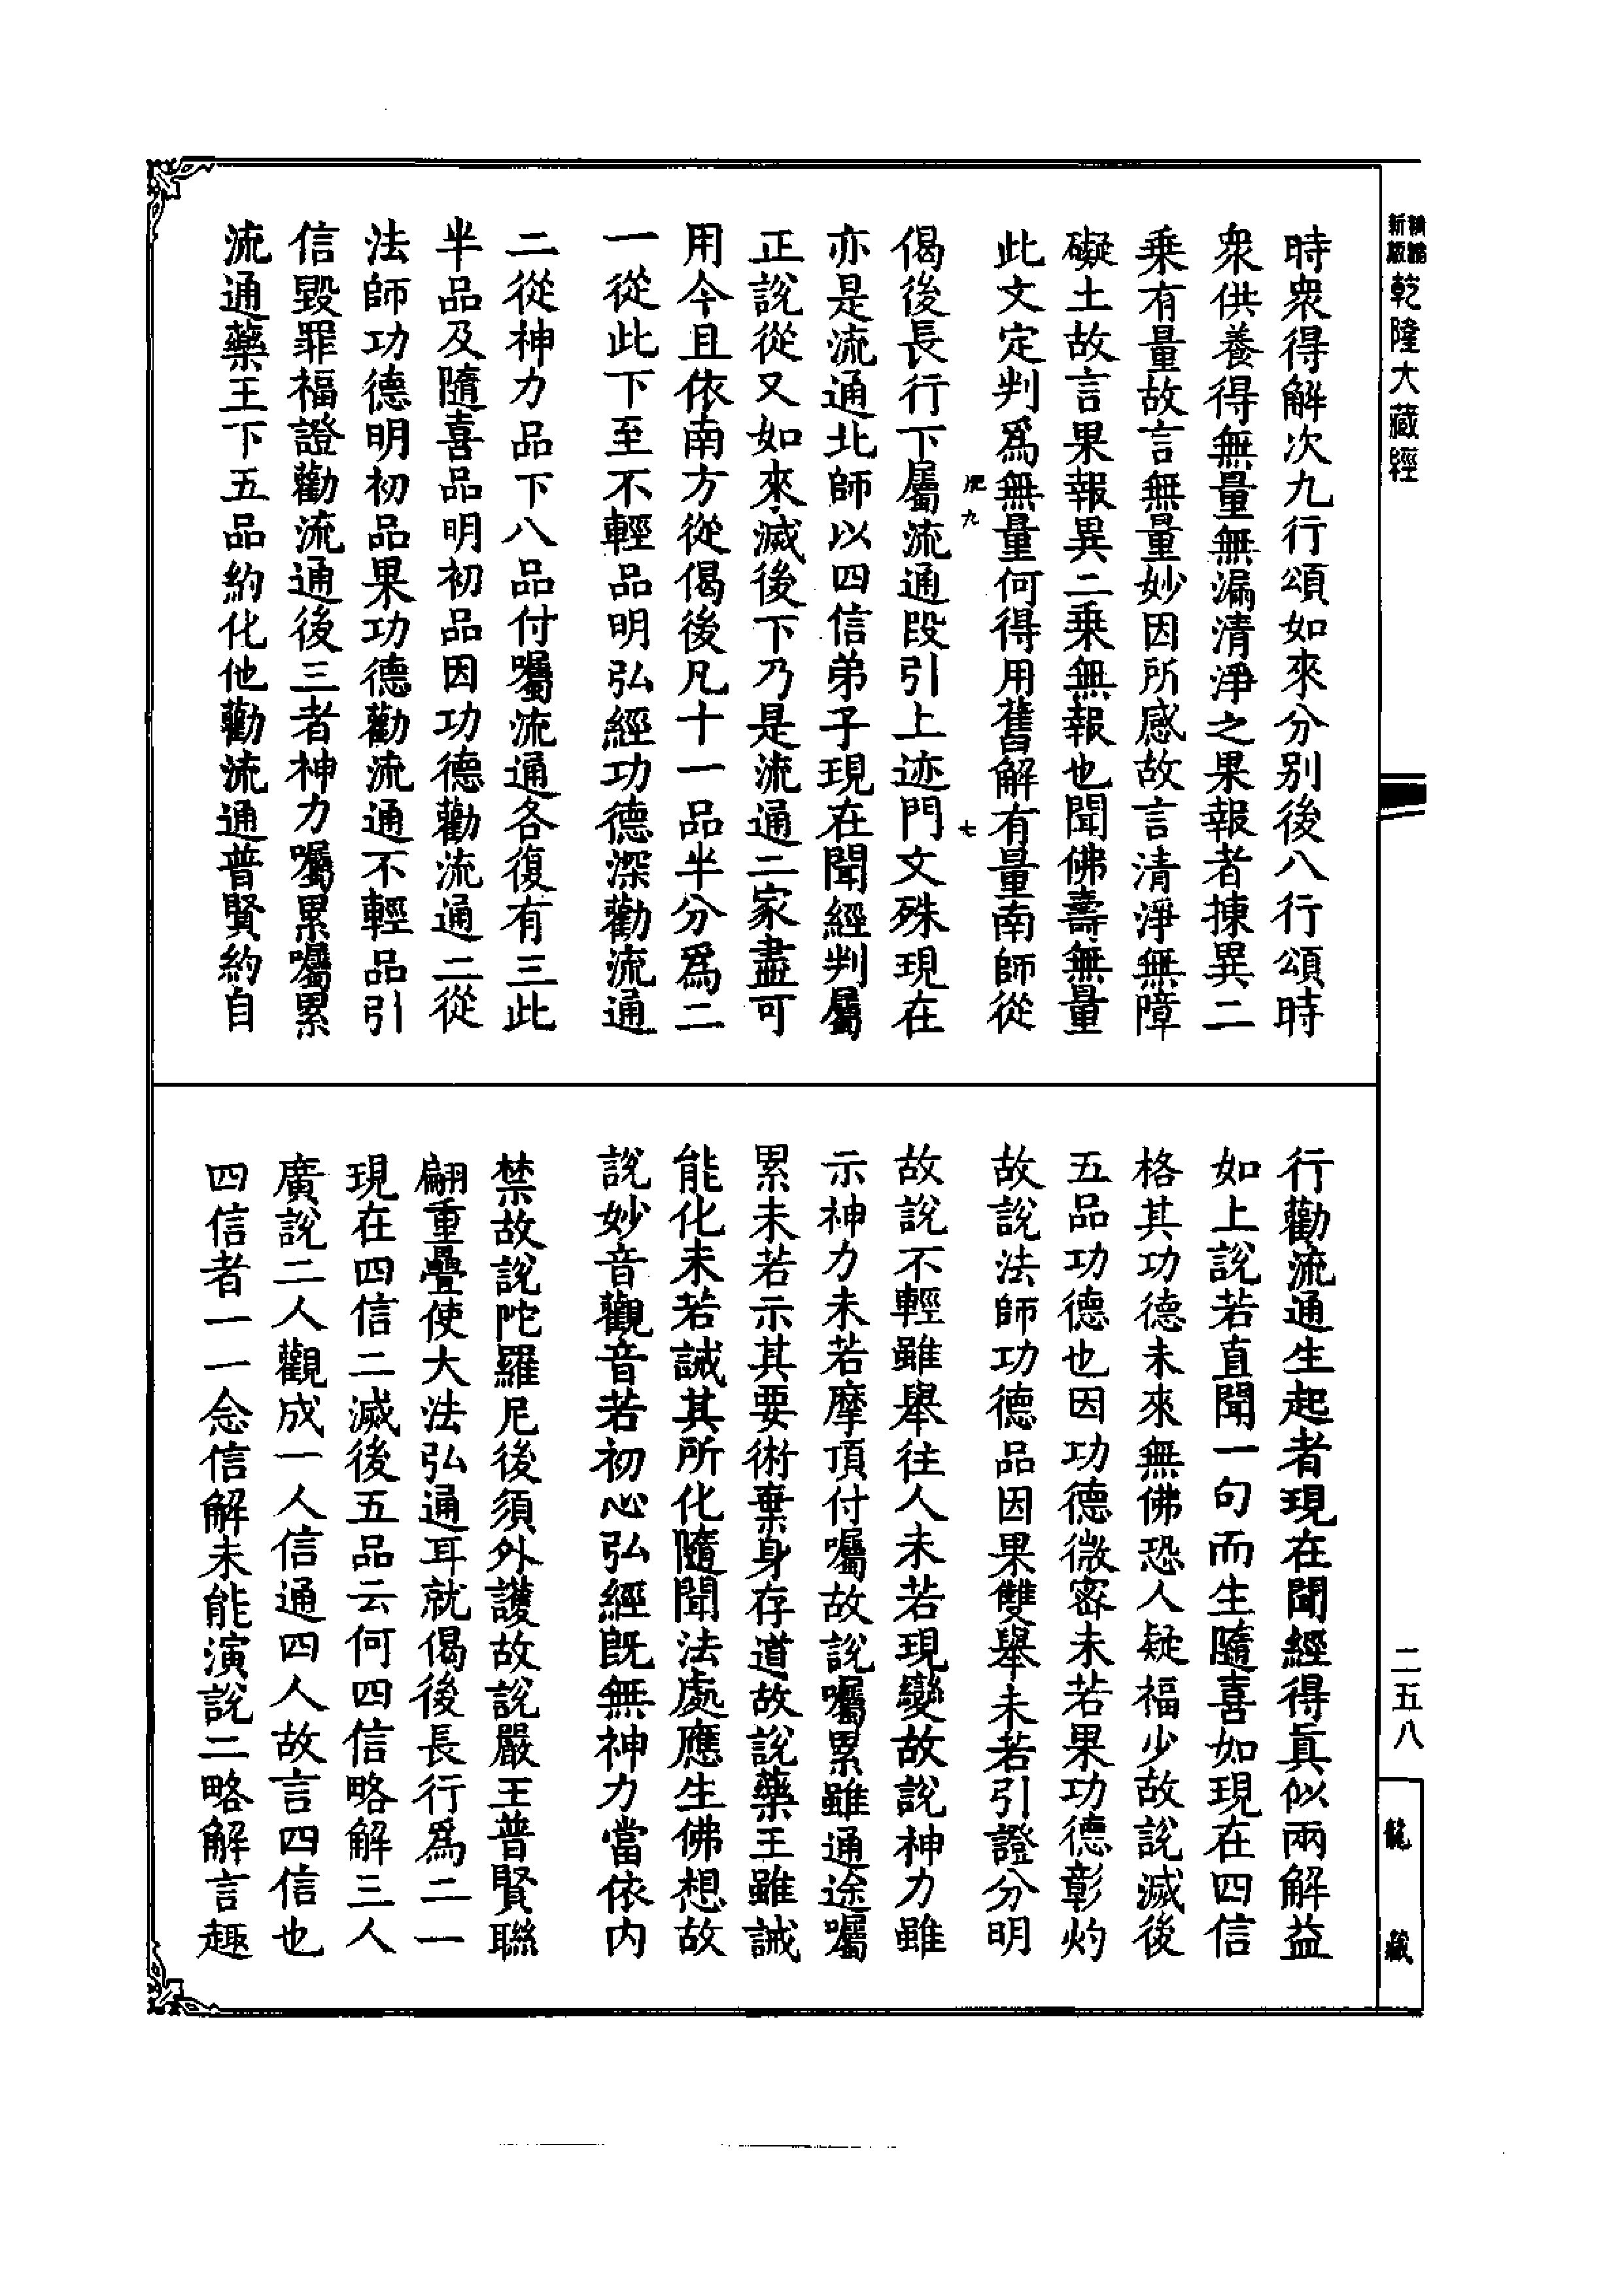 新版
精縮
乾隆大藏經
二五八
龍藏
時衆得解次九行頌如來分別後八行頌時
衆供養得無量無漏清淨之果報者揀異二
乘有量故言無量妙因所感故言清淨無障
礙土故言果報異二乘無報也聞佛壽無量
此文定判爲無量何得用舊解有量南師從
肥九
七
偈後長行下屬流通段引上迹門文殊現在
亦是流通北師以四信弟子現在聞經判屬
正說從又如來滅後下乃是流通二家盡可
用今且依南方從偈後凡十一品半分爲二
一從此下至不輕品明弘經功德深勸流通
二從神力品下八品付囑流通各復有三此
半品及隨喜品明初品因功德勸流通二從
法師功德明初品果功德勸流通不輕品引
信毀罪福證勸流通後三者神力囑累囑累
流通藥王下五品約化他勸流通普賢約自
行勸流通生起者現在聞經得眞似兩解益
如上說若直聞一句而生隨喜如現在四信
格其功德未來無佛恐人疑福少故說滅後
五品功德也因功德微密未若果功德彰灼
故說法師功德品因果雙舉未若引證分明
故說不輕雖舉往人未若現變故說神力雖
示神力未若摩頂付囑故說囑累雖通途囑
累未若示其要術棄身存道故說藥王雖誡
能化未若誡其所化隨聞法處應生佛想故
說妙音觀音若初心弘經既無神力當依內
禁故說陀羅尼後須外護故說嚴王普賢聯
翩重疊使大法弘通耳就偈後長行爲二一
現在四信二滅後五品云何四信略解三人
廣說二人觀成一人信通四人故言四信也
四信者一一念信解未能演說二略解言趣